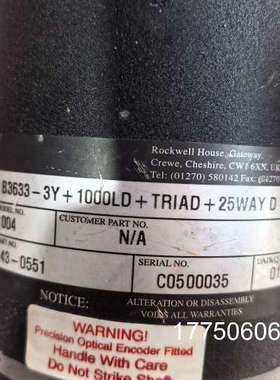 Rockwell House, Gateway,
Crewe, Cheshire, CW1 6XX, UK
Tel: (01270) 580142 Fax:
B3633-3Y+1000LD+TRIAD+25WAY D
004
CUSTOMER PART NO.
N/A
43-0551
SERIAL NO.
C0500035
01
NOTICE:
ALTERATION OR DISASSEMBLY
VOIDS ALL WARRANTIES
WARNING!
Precision Optical Encoder Fitted
Handle With Care
Do Not Strike
17750606